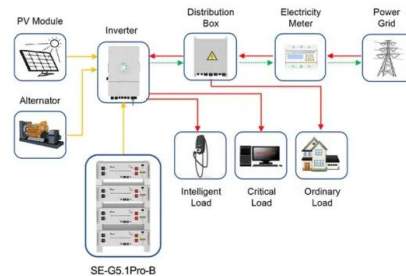 PV Module
Inverter
Distribution
Box
Electricity
Meter
Power
Grid
Alternator
Intelligent
Load
Critical
Load
Ordinary
Load
SE-G5.1Pro-B